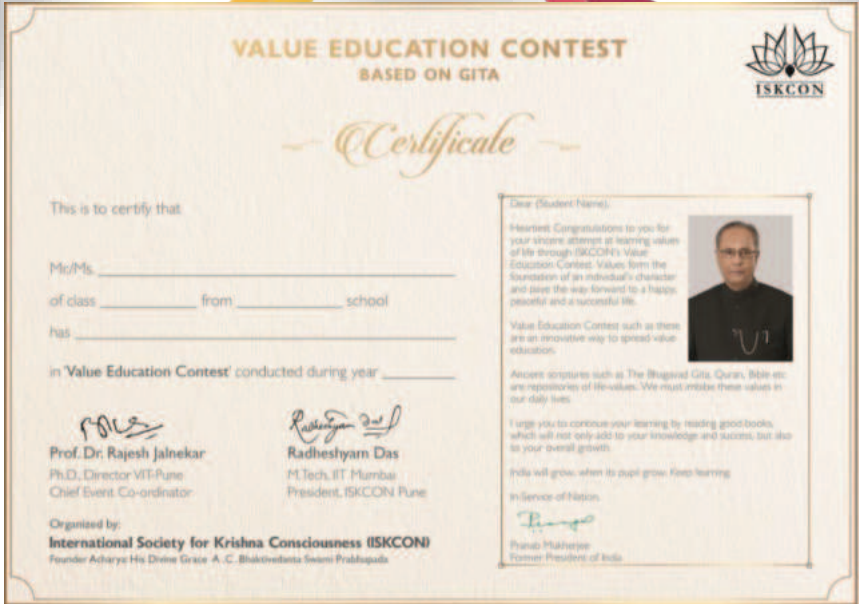 VALUE EDUCATION CONTEST
BASED ON GITA
ISKCON
Certificate
This is to certify that
Mr./Ms.
of class from school
has
in 'Value Education Contest' conducted during year
Prof. Dr. Rajesh Jalnekar
Ph.D., Director VIT-Pune
Chief Event Co-ordinator
Radheshyam Das
Radheshyam Das
M.Tech, IIT Mumbai
President, ISKCON Pune
Organized by:
International Society for Krishna Consciousness (ISKCON)
Founder Acharya His Divine Grace A .C. Bhaktivedanta Swami Prabhupada
Dear (Student Name),
Heartiest Congratulations to you for
your sincere attempt at learning values
of life through ISKCON's Value
Education Contest. Values form the
foundation of an individual's character
and pave the way forward to a happy,
peaceful and a successful life.
Value Education Contest such as these
are an innovative way to spread value
education.
Ancient scriptures such as The Bhagavad Gita, Quran, Bible etc
are repositories of life-values. We must imbibe these values in
our daily lives.
I urge you to continue your learning by reading good books,
which will not only add to your knowledge and success, but also
to your overall growth.
India will grow, when its pupil grow. Keep learning
In Service of Nation,
Pranab Mukherjee
Former President of India